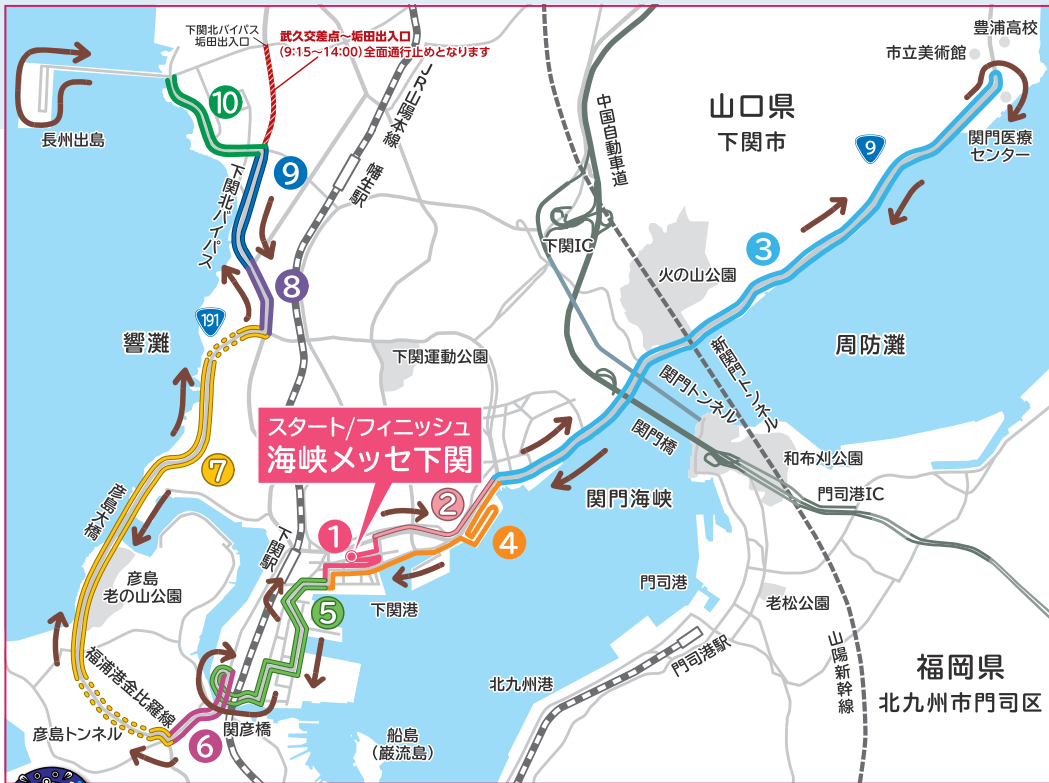 下関北バイパス
垢田出入口
武久交差点～垢田出入口
(9:15～14:00)全面通行止めとなります
豊浦高校
市立美術館
関門医療
センター
長州出島
10
9
下関北バイパス
JR山陽本線
幡生駅
中国自動車道
山口県
下関市
9
下関IC
火の山公園
3
8
191
響灘
下関運動公園
周防灘
新関門トンネル
関門トンネル
関門橋
和布刈公園
門司港IC
スタート/フィニッシュ
海峡メッセ下関
関門海峡
7
彦島大橋
2
1
4
下関駅
彦島
老の山公園
5
下関港
門司港
老松公園
門司港駅
山陽新幹線
福岡県
北九州市門司区
北九州港
福浦港金比羅線
彦島トンネル
6
関彦橋
船島
(巌流島)